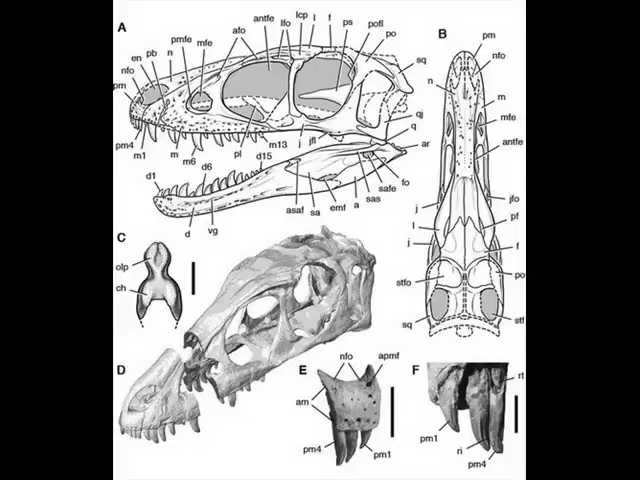 A
antfe
lfo
lcp
l
f
ps
pofl
po
afo
pmfe
mfe
n
pb
en
nfo
sq
pm
pm4
m1
m
m6
pl
m13
j
jfl
qj
q
ar
d1
d6
d15
d
vg
asaf
sa
emf
a
sas
safe
fo
B
pm
nfo
n
m
mfe
antfe
j
jfo
l
pf
j
f
stfo
po
sq
stf
C
olp
ch
D
E
nfo
apmf
am
pm4
pm1
F
rt
pm1
ri
pm4